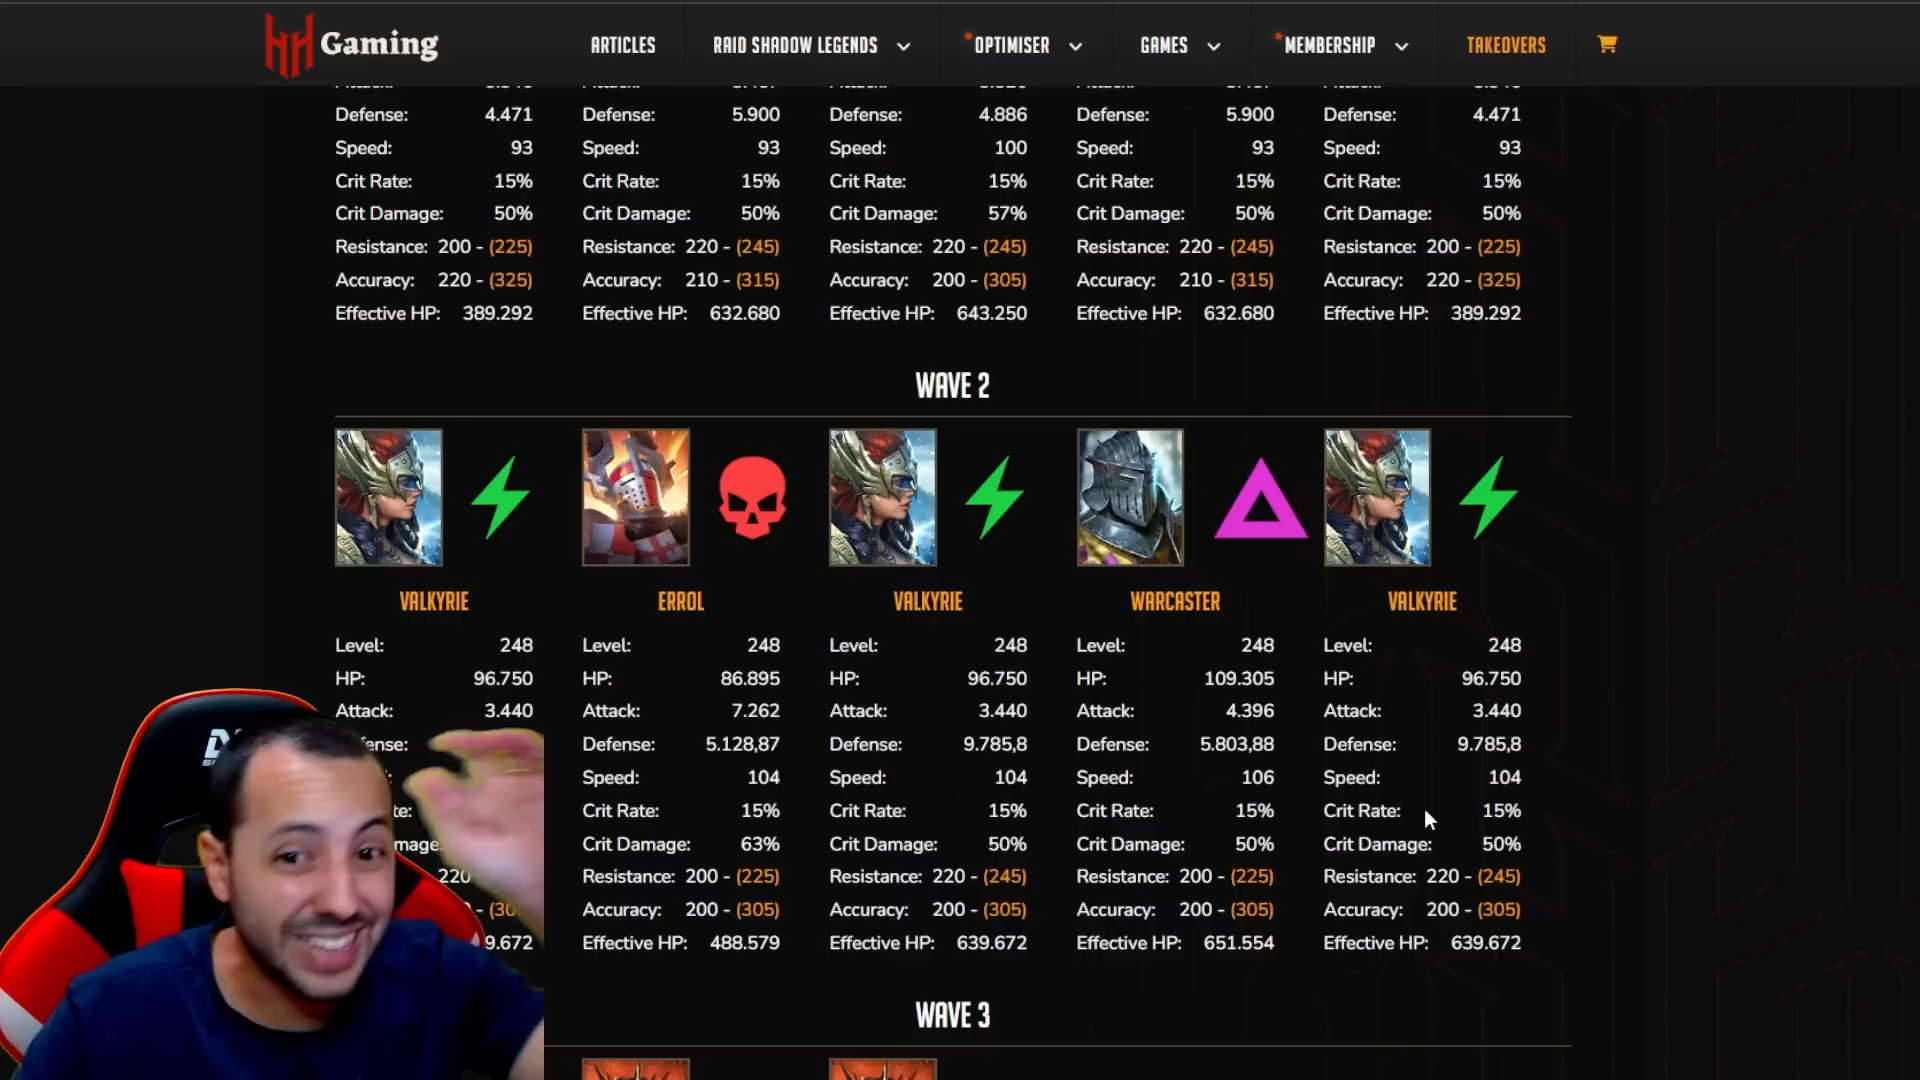 Gaming
ARTICLES
RAID SHADOW LEGENDS
OPTIMISER
GAMES
MEMBERSHIP
TAKEOVERS
Defense: 4.471 Defense: 5.900 Defense: 4.886 Defense: 5.900 Defense: 4.471
Speed: 93 Speed: 93 Speed: 100 Speed: 93 Speed: 93
Crit Rate: 15% Crit Rate: 15% Crit Rate: 15% Crit Rate: 15% Crit Rate: 15%
Crit Damage: 50% Crit Damage: 50% Crit Damage: 57% Crit Damage: 50% Crit Damage: 50%
Resistance: 200 - (225) Resistance: 220 - (245) Resistance: 220 - (245) Resistance: 220 - (245) Resistance: 200 - (225)
Accuracy: 220 - (325) Accuracy: 210 - (315) Accuracy: 200 - (305) Accuracy: 210 - (315) Accuracy: 220 - (325)
Effective HP: 389.292 Effective HP: 632.680 Effective HP: 643.250 Effective HP: 632.680 Effective HP: 389.292
WAVE 2
VALKYRIE ERROL VALKYRIE WARCASTER VALKYRIE
Level: 248 Level: 248 Level: 248 Level: 248 Level: 248
HP: 96.750 HP: 86.895 HP: 96.750 HP: 109.305 HP: 96.750
Attack: 3.440 Attack: 7.262 Attack: 3.440 Attack: 4.396 Attack: 3.440
ense: Defense: 5.128,87 Defense: 9.785,8 Defense: 5.803,88 Defense: 9.785,8
Speed: 104 Speed: 104 Speed: 106 Speed: 104
te: Crit Rate: 15% Crit Rate: 15% Crit Rate: 15% Crit Rate: 15%
mage: Crit Damage: 63% Crit Damage: 50% Crit Damage: 50% Crit Damage: 50%
220 Resistance: 200 - (225) Resistance: 220 - (245) Resistance: 200 - (225) Resistance: 220 - (245)
- (30 Accuracy: 200 - (305) Accuracy: 200 - (305) Accuracy: 200 - (305) Accuracy: 200 - (305)
9.672 Effective HP: 488.579 Effective HP: 639.672 Effective HP: 651.554 Effective HP: 639.672
WAVE 3